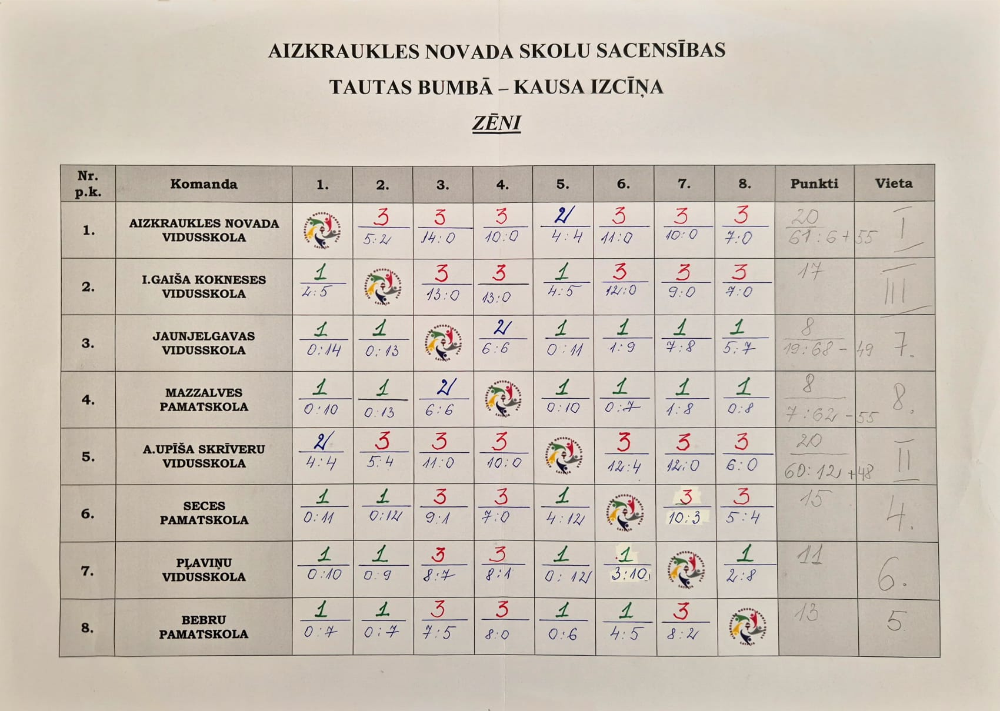 AIZKRAUKLES NOVADA SKOLU SACENSĪBAS
TAUTAS BUMBĀ – KAUSA IZCĪŅA
ZĒNI
Nr. p.k. Komanda 1. 2. 3. 4. 5. 6. 7. 8. Punkti Vieta
1. AIZKRAUKLES NOVADA VIDUSSKOLA 3 3 3 2 3 3 3 20 I
5:2 14:0 10:0 4:4 11:0 10:0 7:0 61:6 +55
2. I.GAIŠA KOKNESES VIDUSSKOLA 1 3 3 1 3 3 3 17 III
2:5 13:0 13:0 4:5 12:0 9:0 7:0
3. JAUNJELGAVAS VIDUSSKOLA 1 1 2 1 1 1 1 8 7.
0:14 0:13 6:6 0:11 1:9 7:8 5:7 19:68 - 49
4. MAZZALVES PAMATSKOLA 1 1 2 1 1 1 1 8 8.
0:10 0:13 6:6 0:10 0:7 1:8 0:8 7:62 -55
5. A.UPĪŠA SKRĪVERU VIDUSSKOLA 2 3 3 3 3 3 3 20 II
4:4 5:4 11:0 10:0 12:4 12:0 6:0 60:12 +48
6. SECES PAMATSKOLA 1 1 3 3 1 3 3 15 4.
0:11 0:12 9:1 7:0 4:12 10:3 5:4
7. PĻAVIŅU VIDUSSKOLA 1 1 3 3 1 1 1 11 6.
0:10 0:9 8:7 8:1 0:12 3:10 2:8
8. BEBRU PAMATSKOLA 1 1 3 3 1 1 3 13 5.
0:7 0:7 7:5 8:0 0:6 4:5 8:2